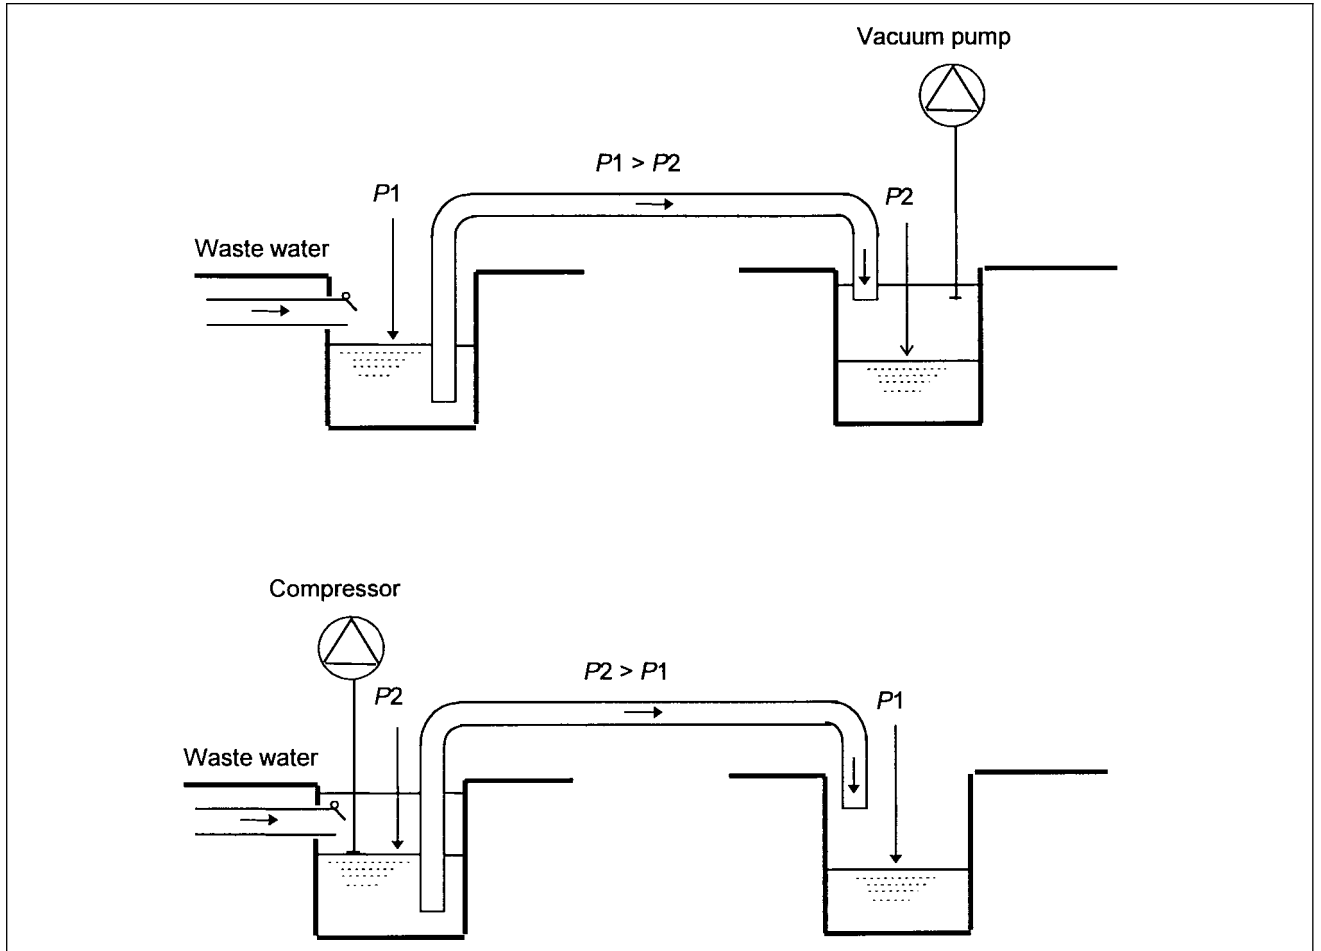 Vacuum pump
P1 > P2
P1
P2
Waste water
Compressor
P2 > P1
P2
P1
Waste water